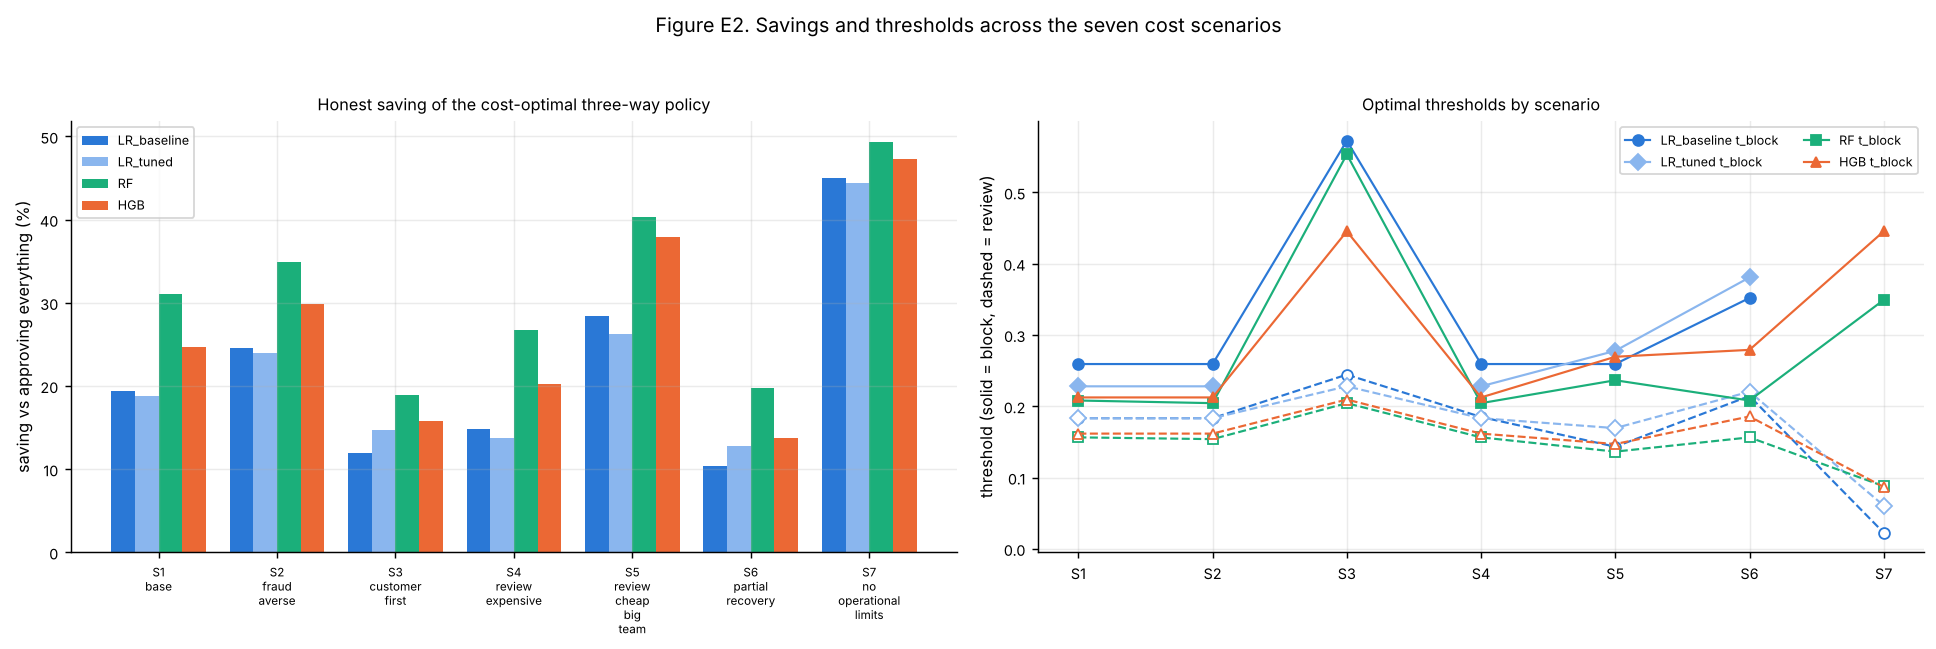 Figure E2. Savings and thresholds across the seven cost scenarios
Honest saving of the cost-optimal three-way policy
saving vs approving everything (%)
50
40
30
20
10
0
LR_baseline
LR_tuned
RF
HGB
S1
base
S2
fraud
averse
S3
customer
first
S4
review
expensive
S5
review
cheap
big
team
S6
partial
recovery
S7
no
operational
limits
Optimal thresholds by scenario
threshold (solid = block, dashed = review)
0.5
0.4
0.3
0.2
0.1
0.0
LR_baseline t_block
LR_tuned t_block
RF t_block
HGB t_block
S1
S2
S3
S4
S5
S6
S7